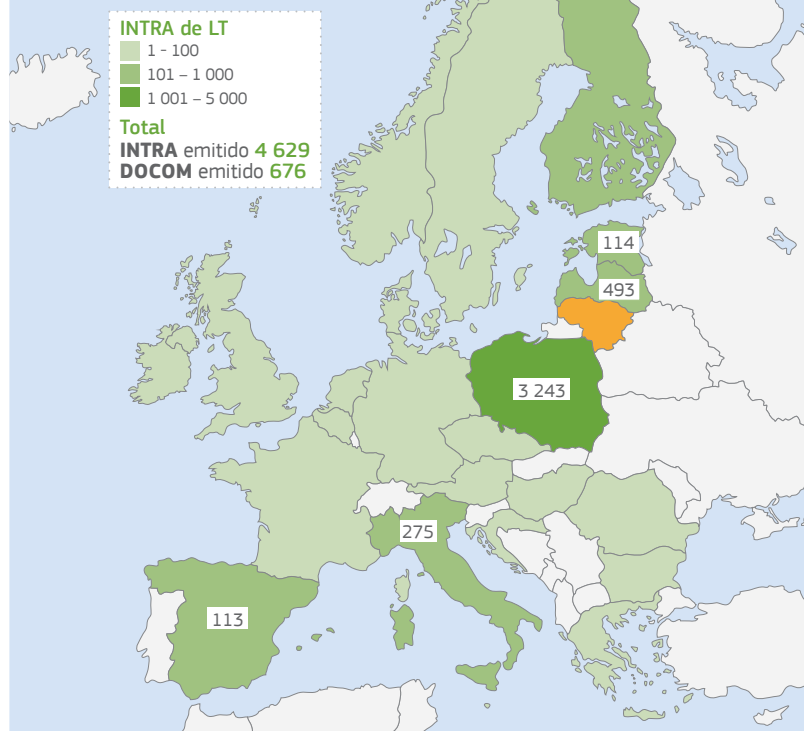 INTRA de LT
1 - 100
101 – 1 000
1 001 – 5 000
Total
INTRA emitido 4 629
DOCOM emitido 676
114
493
3 243
275
113